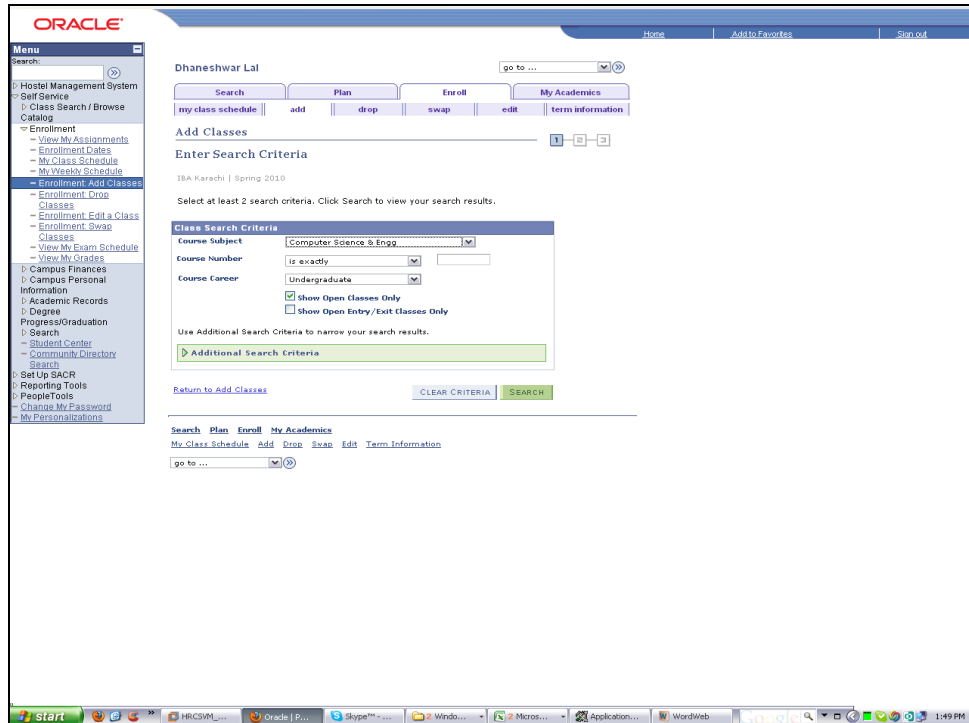 ORACLE
Home
Add to Favorites
Sign out
Menu
Search:
Hostel Management System
Self Service
Class Search / Browse
Catalog
Enrollment
View My Assignments
Enrollment Dates
My Class Schedule
My Weekly Schedule
Enrollment: Add Classes
Enrollment: Drop
Classes
Enrollment: Edit a Class
Enrollment: Swap
Classes
View My Exam Schedule
View My Grades
Campus Finances
Campus Personal
Information
Academic Records
Degree
Progress/Graduation
Search
Student Center
Community Directory
Search
Set Up SACR
Reporting Tools
PeopleTools
Change My Password
My Personalizations
Dhaneshwar Lal
go to ...
Search Plan Enroll My Academics
my class schedule add drop swap edit term information
Add Classes
1 2 3
Enter Search Criteria
IBA Karachi | Spring 2010
Select at least 2 search criteria. Click Search to view your search results.
Class Search Criteria
Course Subject Computer Science & Engg
Course Number is exactly
Course Career Undergraduate
Show Open Classes Only
Show Open Entry/Exit Classes Only
Use Additional Search Criteria to narrow your search results.
Additional Search Criteria
Return to Add Classes CLEAR CRITERIA SEARCH
Search Plan Enroll My Academics
My Class Schedule Add Drop Swap Edit Term Information
go to ...
start HRCSVM_... Oracle | P... Skype™ - ... 2 Windo... 2 Micros... Application... WordWeb Google 1:49 PM